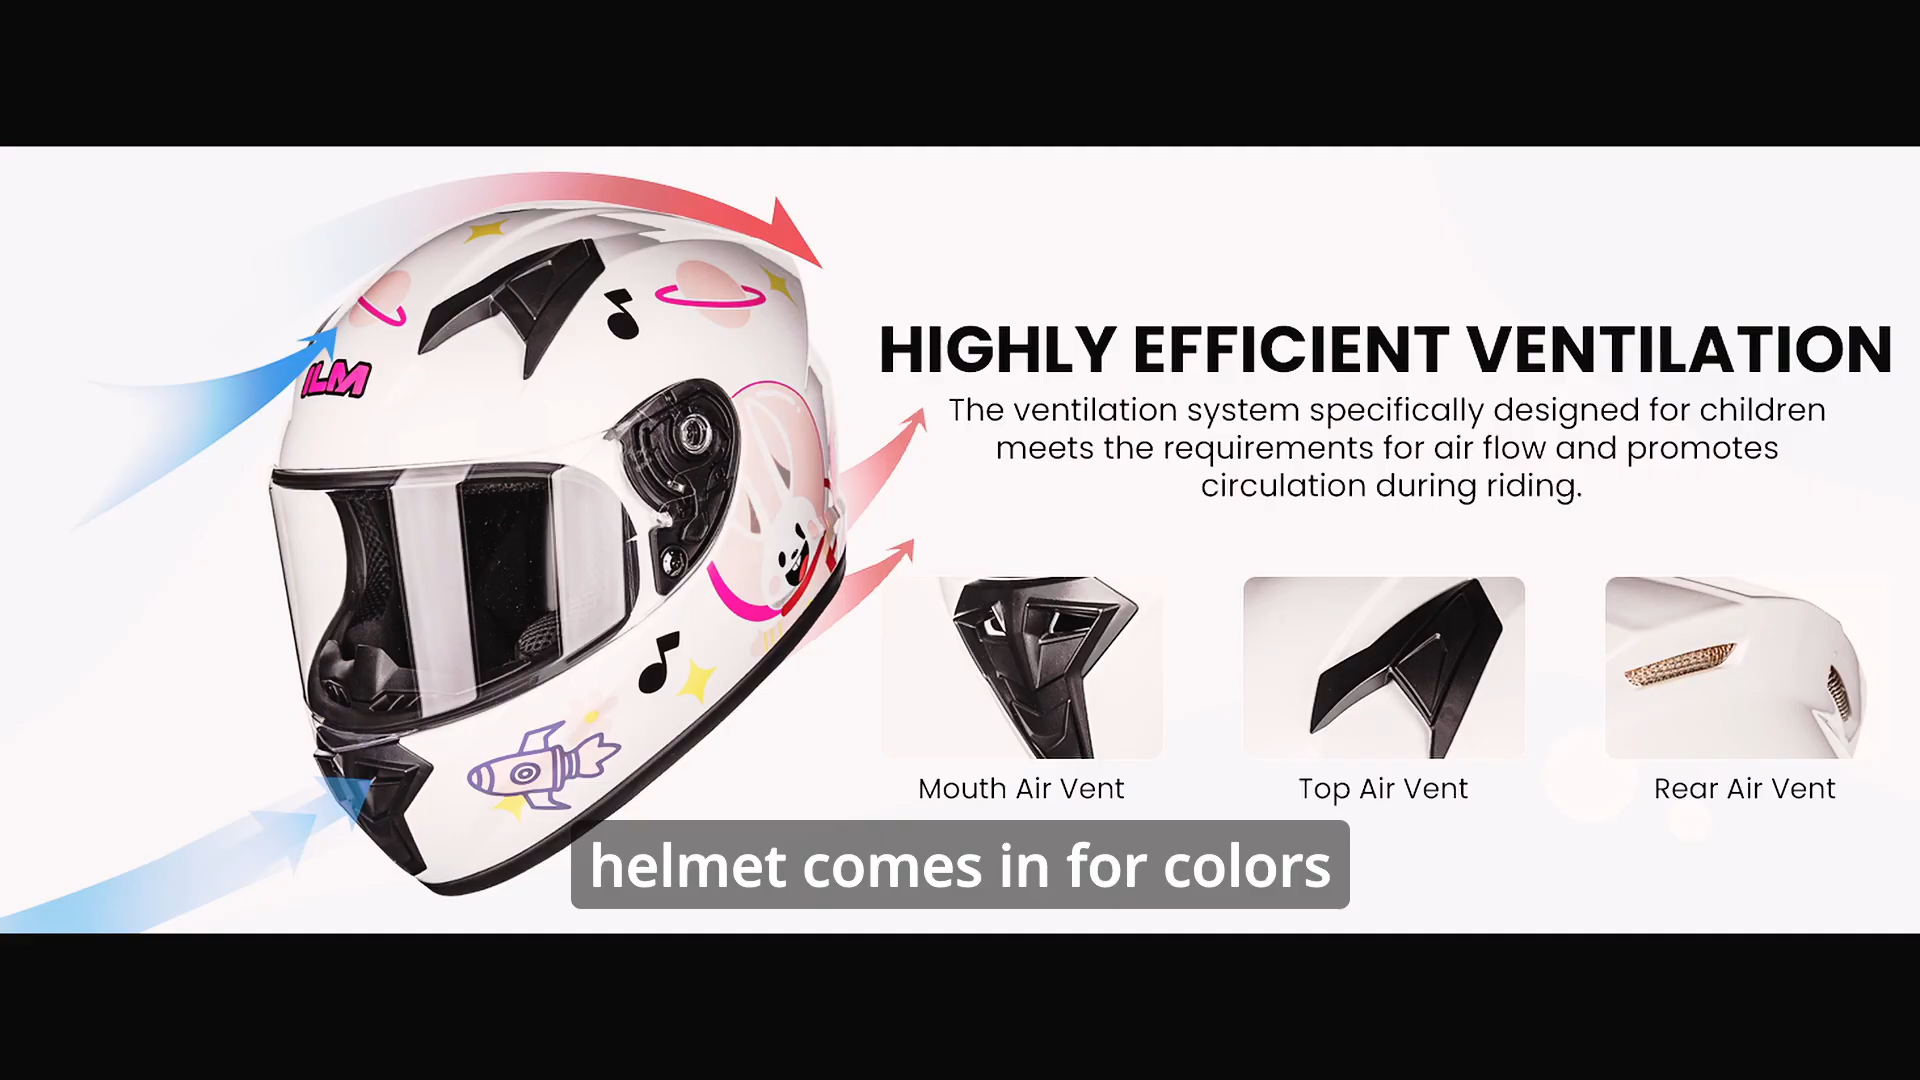 ILM
HIGHLY EFFICIENT VENTILATION
The ventilation system specifically designed for children
meets the requirements for air flow and promotes
circulation during riding.
Mouth Air Vent
Top Air Vent
Rear Air Vent
helmet comes in for colors